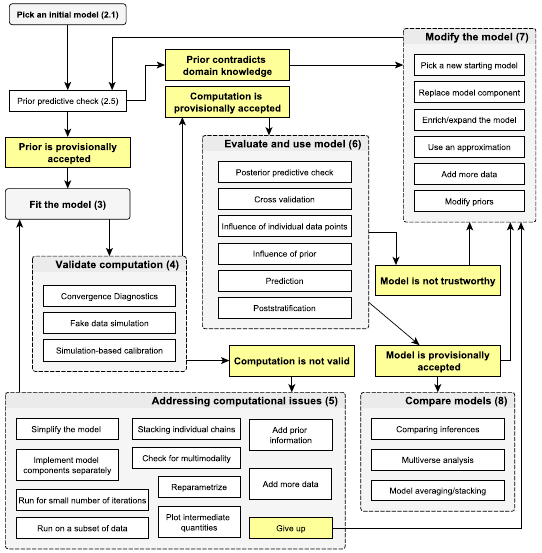 Pick an initial model (2.1)
Prior predictive check (2.5)
Prior contradicts
domain knowledge
Computation is
provisionally accepted
Prior is provisionally
accepted
Fit the model (3)
Validate computation (4)
Convergence Diagnostics
Fake data simulation
Simulation-based calibration
Evaluate and use model (6)
Posterior predictive check
Cross validation
Influence of individual data points
Influence of prior
Prediction
Poststratification
Modify the model (7)
Pick a new starting model
Replace model component
Enrich/expand the model
Use an approximation
Add more data
Modify priors
Model is not trustworthy
Computation is not valid
Model is provisionally
accepted
Addressing computational issues (5)
Simplify the model
Implement model
components separately
Run for small number of iterations
Run on a subset of data
Stacking individual chains
Check for multimodality
Reparametrize
Plot intermediate
quantities
Add prior
information
Add more data
Give up
Compare models (8)
Comparing inferences
Multiverse analysis
Model averaging/stacking